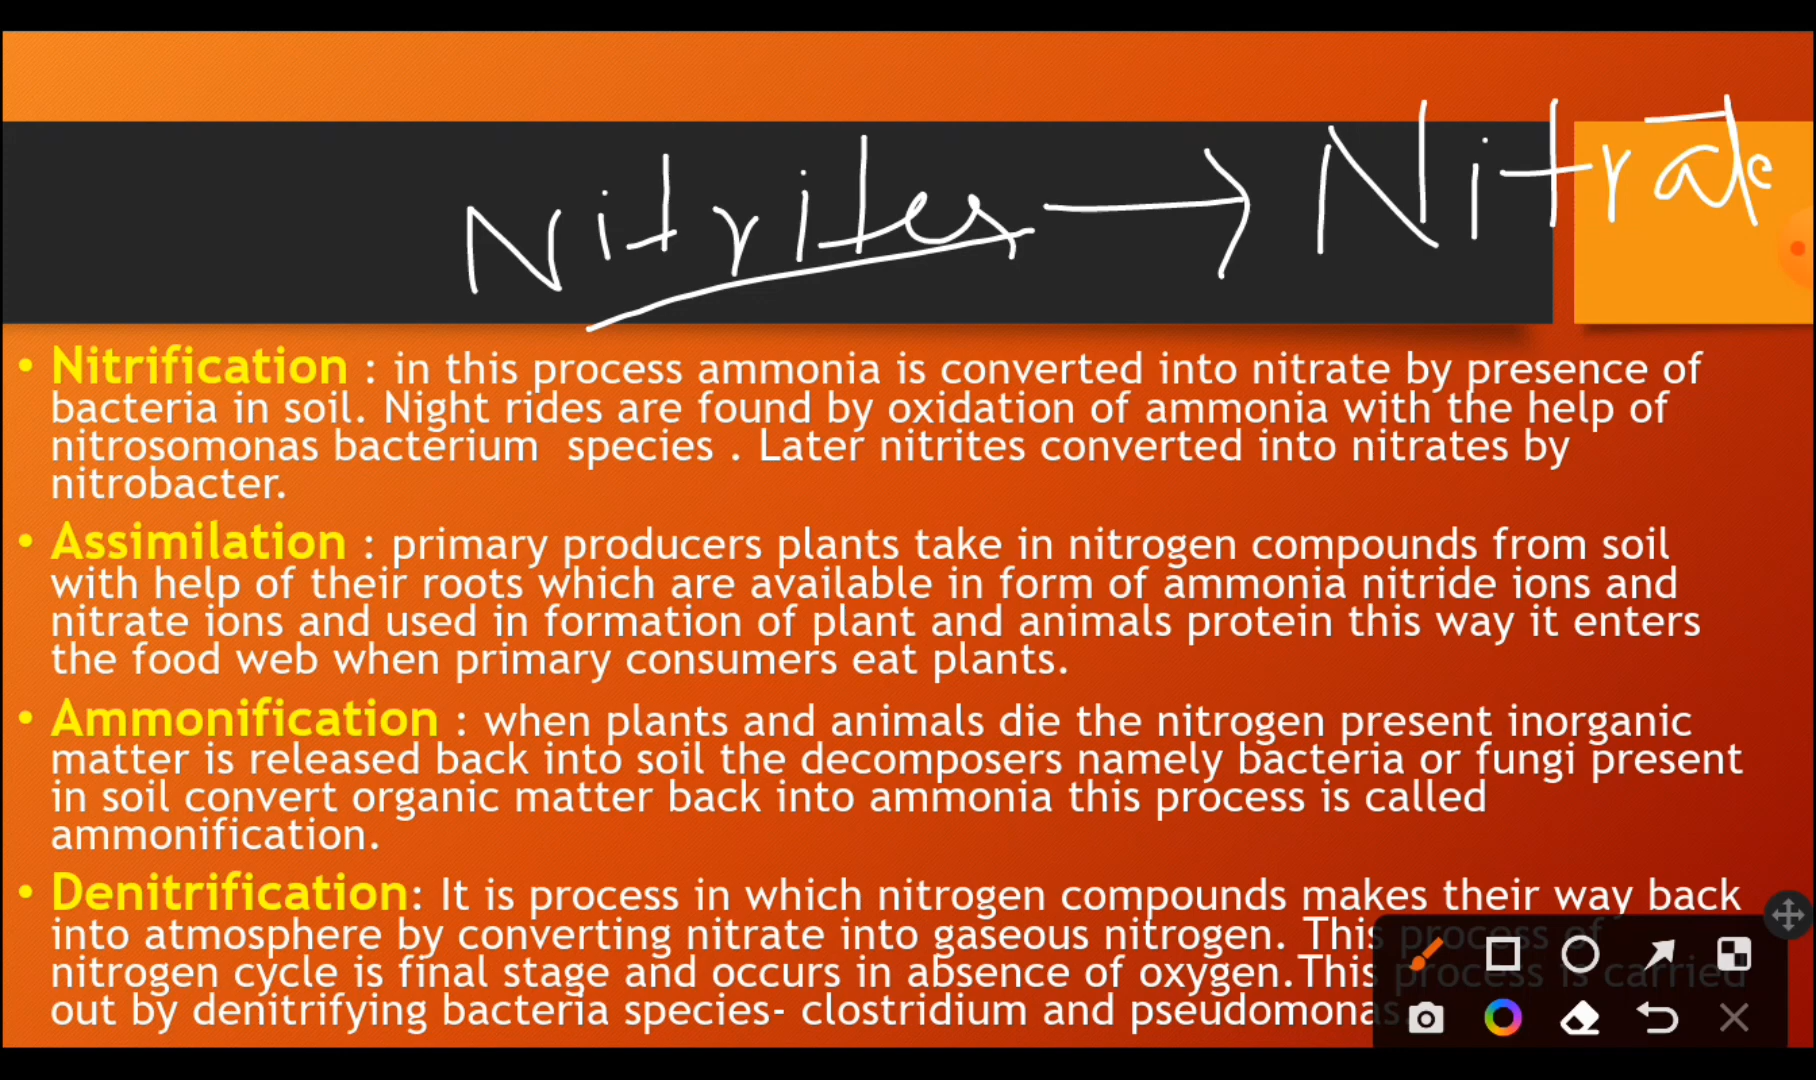 Nitrites → Nitrate
• Nitrification : in this process ammonia is converted into nitrate by presence of
bacteria in soil. Night rides are found by oxidation of ammonia with the help of
nitrosomonas bacterium species . Later nitrites converted into nitrates by
nitrobacter.
• Assimilation : primary producers plants take in nitrogen compounds from soil
with help of their roots which are available in form of ammonia nitride ions and
nitrate ions and used in formation of plant and animals protein this way it enters
the food web when primary consumers eat plants.
• Ammonification : when plants and animals die the nitrogen present inorganic
matter is released back into soil the decomposers namely bacteria or fungi present
in soil convert organic matter back into ammonia this process is called
ammonification.
• Denitrification: It is process in which nitrogen compounds makes their way back
into atmosphere by converting nitrate into gaseous nitrogen. This process of
nitrogen cycle is final stage and occurs in absence of oxygen.This process is carried
out by denitrifying bacteria species- clostridium and pseudomonas.